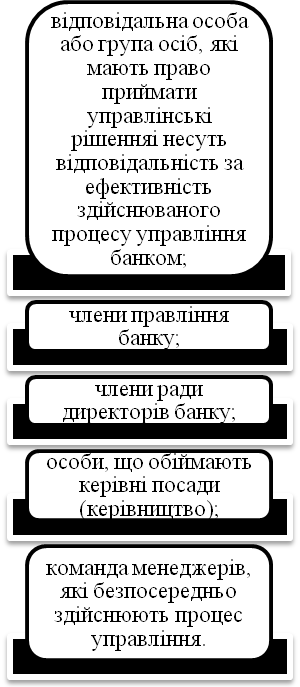 відповідальна особа
або група осіб, які
мають право
приймати
управлінські
рішенняі несуть
відповідальність за
ефективність
здійснюваного
процесу управління
банком;
члени правління
банку;
члени ради
директорів банку;
особи, що обіймають
керівні посади
(керівництво);
команда менеджерів,
які безпосередньо
здійснюють процес
управління.